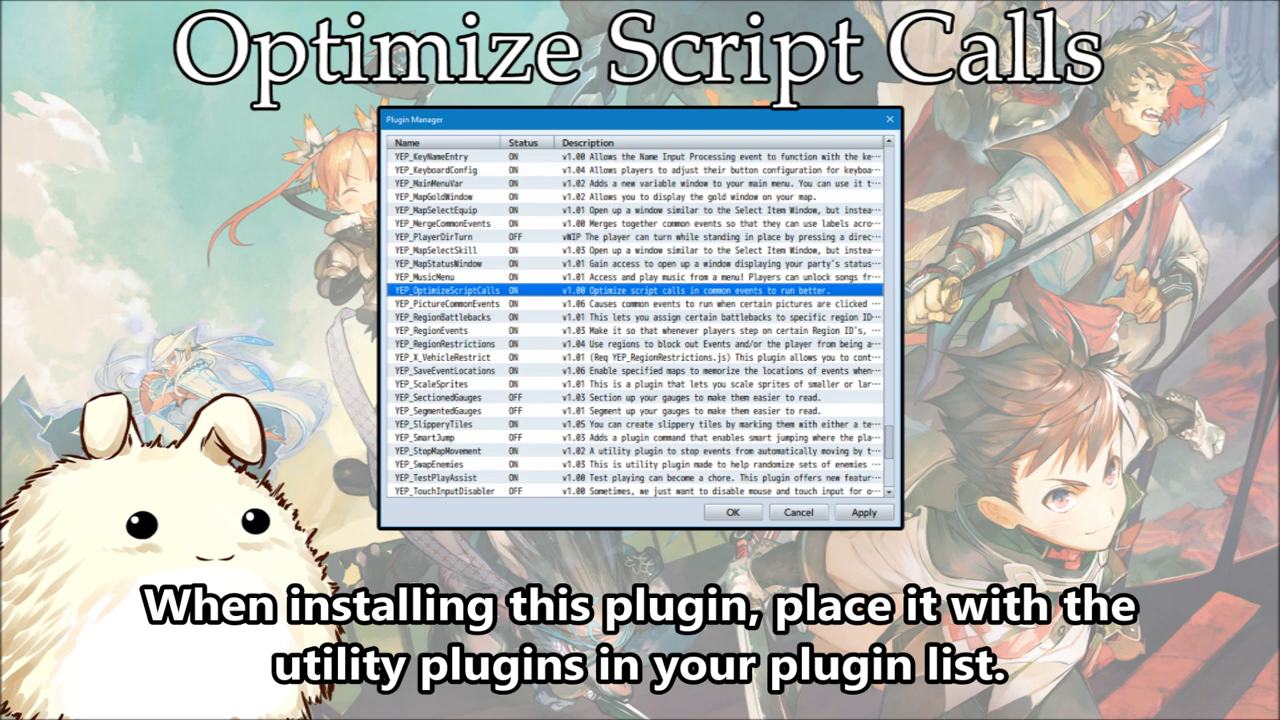 Optimize Script Calls
Plugin Manager
Name Status Description
YEP_KeyNameEntry ON v1.00 Allows the Name Input Processing event to function with the ke…
YEP_KeyboardConfig ON v1.04 Allows players to adjust their button configuration for keyboa…
YEP_MainMenuVar ON v1.02 Adds a new variable window to your main menu. You can use it t…
YEP_MapGoldWindow ON v1.02 Allows you to display the gold window on your map.
YEP_MapSelectEquip ON v1.01 Open up a window similar to the Select Item Window, but instea…
YEP_MergeCommonEvents ON v1.00 Merges together common events so that they can use labels acro…
YEP_PlayerDirTurn OFF vWIP The player can turn while standing in place by pressing a direc…
YEP_MapSelectSkill ON v1.03 Open up a window similar to the Select Item Window, but instea…
YEP_MapStatusWindow ON v1.01 Gain access to open up a window displaying your party's status…
YEP_MusicMenu ON v1.01 Access and play music from a menu! Players can unlock songs fr…
YEP_OptimizeScriptCalls ON v1.00 Optimize script calls in common events to run better.
YEP_PictureCommonEvents ON v1.06 Causes common events to run when certain pictures are clicked …
YEP_RegionBattlebacks ON v1.01 This lets you assign certain battlebacks to specific region ID…
YEP_RegionEvents ON v1.03 Make it so that whenever players step on certain Region ID's, …
YEP_RegionRestrictions ON v1.04 Use regions to block out Events and/or the player from being a…
YEP_X_VehicleRestrict ON v1.01 (Req YEP_RegionRestrictions.js) This plugin allows you to cont…
YEP_SaveEventLocations ON v1.06 Enable specified maps to memorize the locations of events when…
YEP_ScaleSprites ON v1.01 This is a plugin that lets you scale sprites of smaller or lar…
YEP_SectionedGauges OFF v1.03 Section up your gauges to make them easier to read.
YEP_SegmentedGauges OFF v1.01 Segment up your gauges to make them easier to read.
YEP_SlipperyTiles ON v1.05 You can create slippery tiles by marking them with either a te…
YEP_SmartJump OFF v1.03 Adds a plugin command that enables smart jumping where the pla…
YEP_StopMapMovement ON v1.02 A utility plugin to stop events from automatically moving by t…
YEP_SwapEnemies ON v1.03 This is utility plugin made to help randomize sets of enemies …
YEP_TestPlayAssist ON v1.00 Test playing can become a chore. This plugin offers new featur…
YEP_TouchInputDisabler OFF v1.00 Sometimes, we just want to disable mouse and touch input for o…
OK Cancel Apply
When installing this plugin, place it with the
utility plugins in your plugin list.